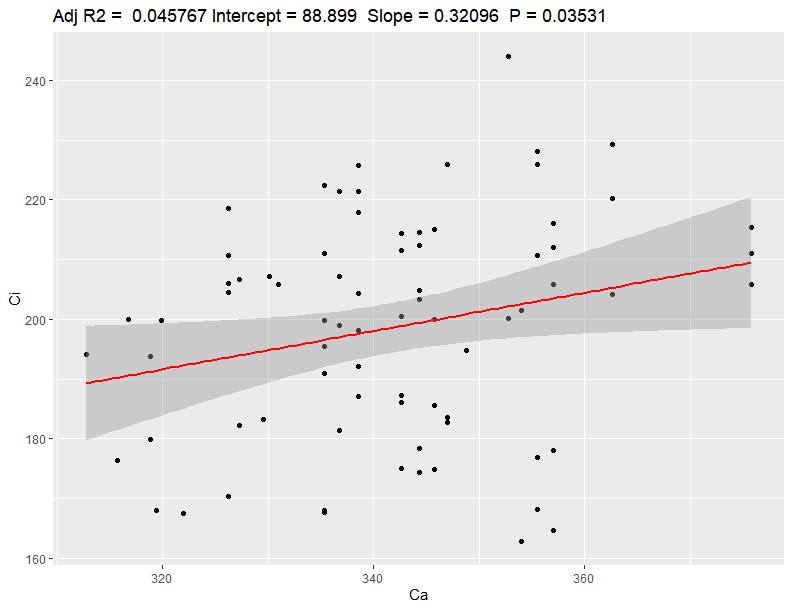 Adj R2 =  0.045767 Intercept = 88.899  Slope = 0.32096  P = 0.03531
240
220
200
180
160
Ci
320 340 360
Ca